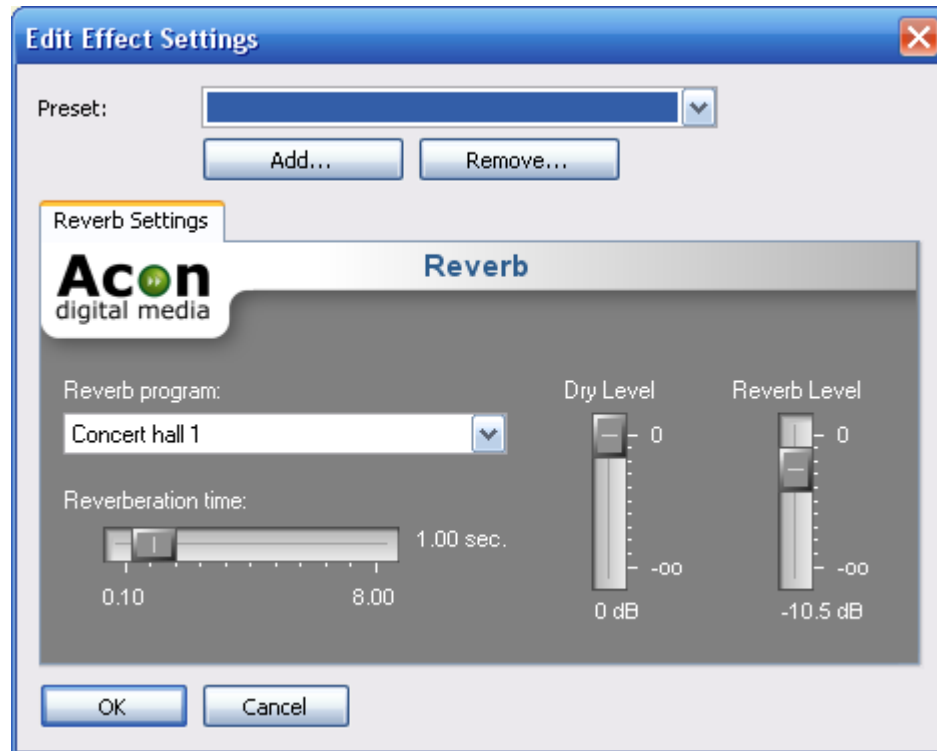 Edit Effect Settings
Preset:
Add...
Remove...
Reverb Settings
Acon
digital media
Reverb
Reverb program:
Concert hall 1
Reverberation time:
1.00 sec.
0.10
8.00
Dry Level
0
-oo
0 dB
Reverb Level
0
-oo
-10.5 dB
OK
Cancel